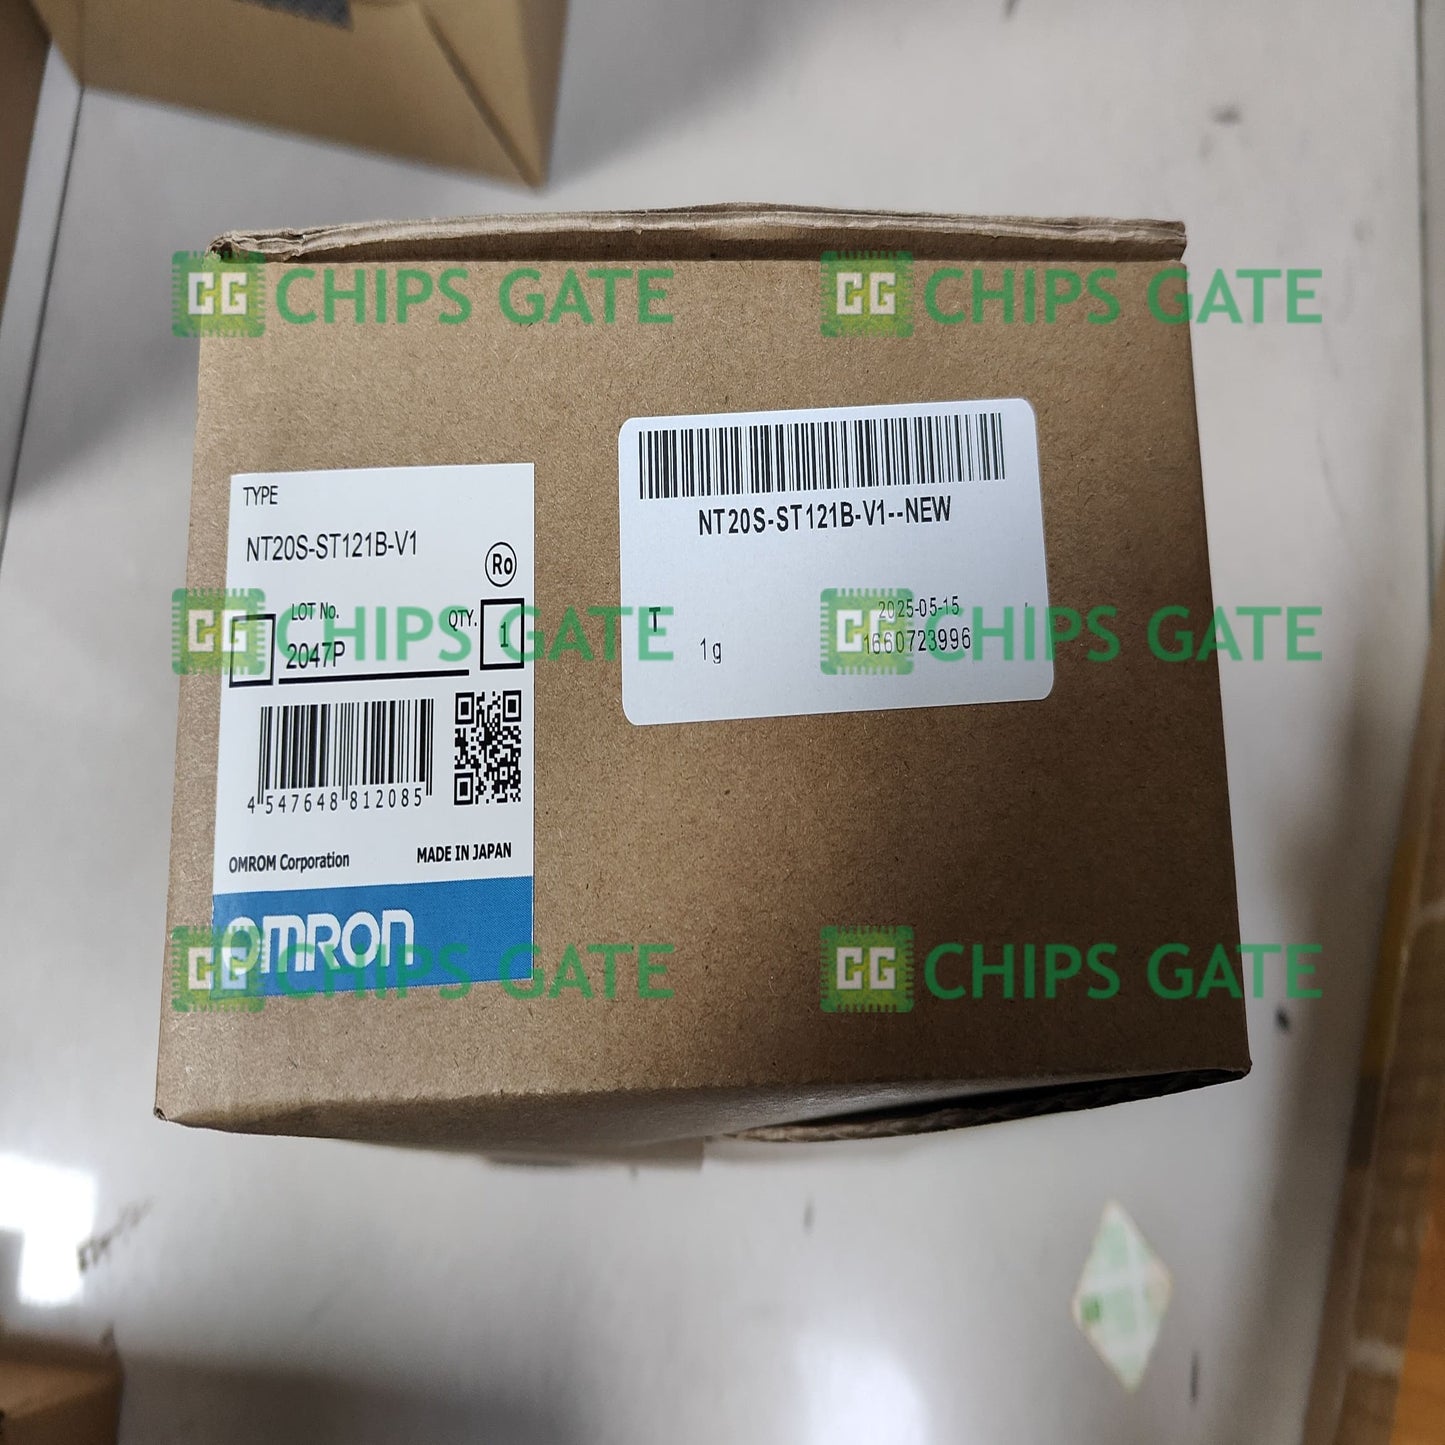 CG CHIPS GATE
CG CHIPS GATE
TYPE
NT20S-ST121B-V1
Ro
LOT No.
2047P
QTY.
1
4 547648 812085
OMROM Corporation
MADE IN JAPAN
OMRON
NT20S-ST121B-V1--NEW
T
2025-05-15
1g
1660723996
CG CHIPS GATE
CG CHIPS GATE
CG CHIPS GATE
CG CHIPS GATE